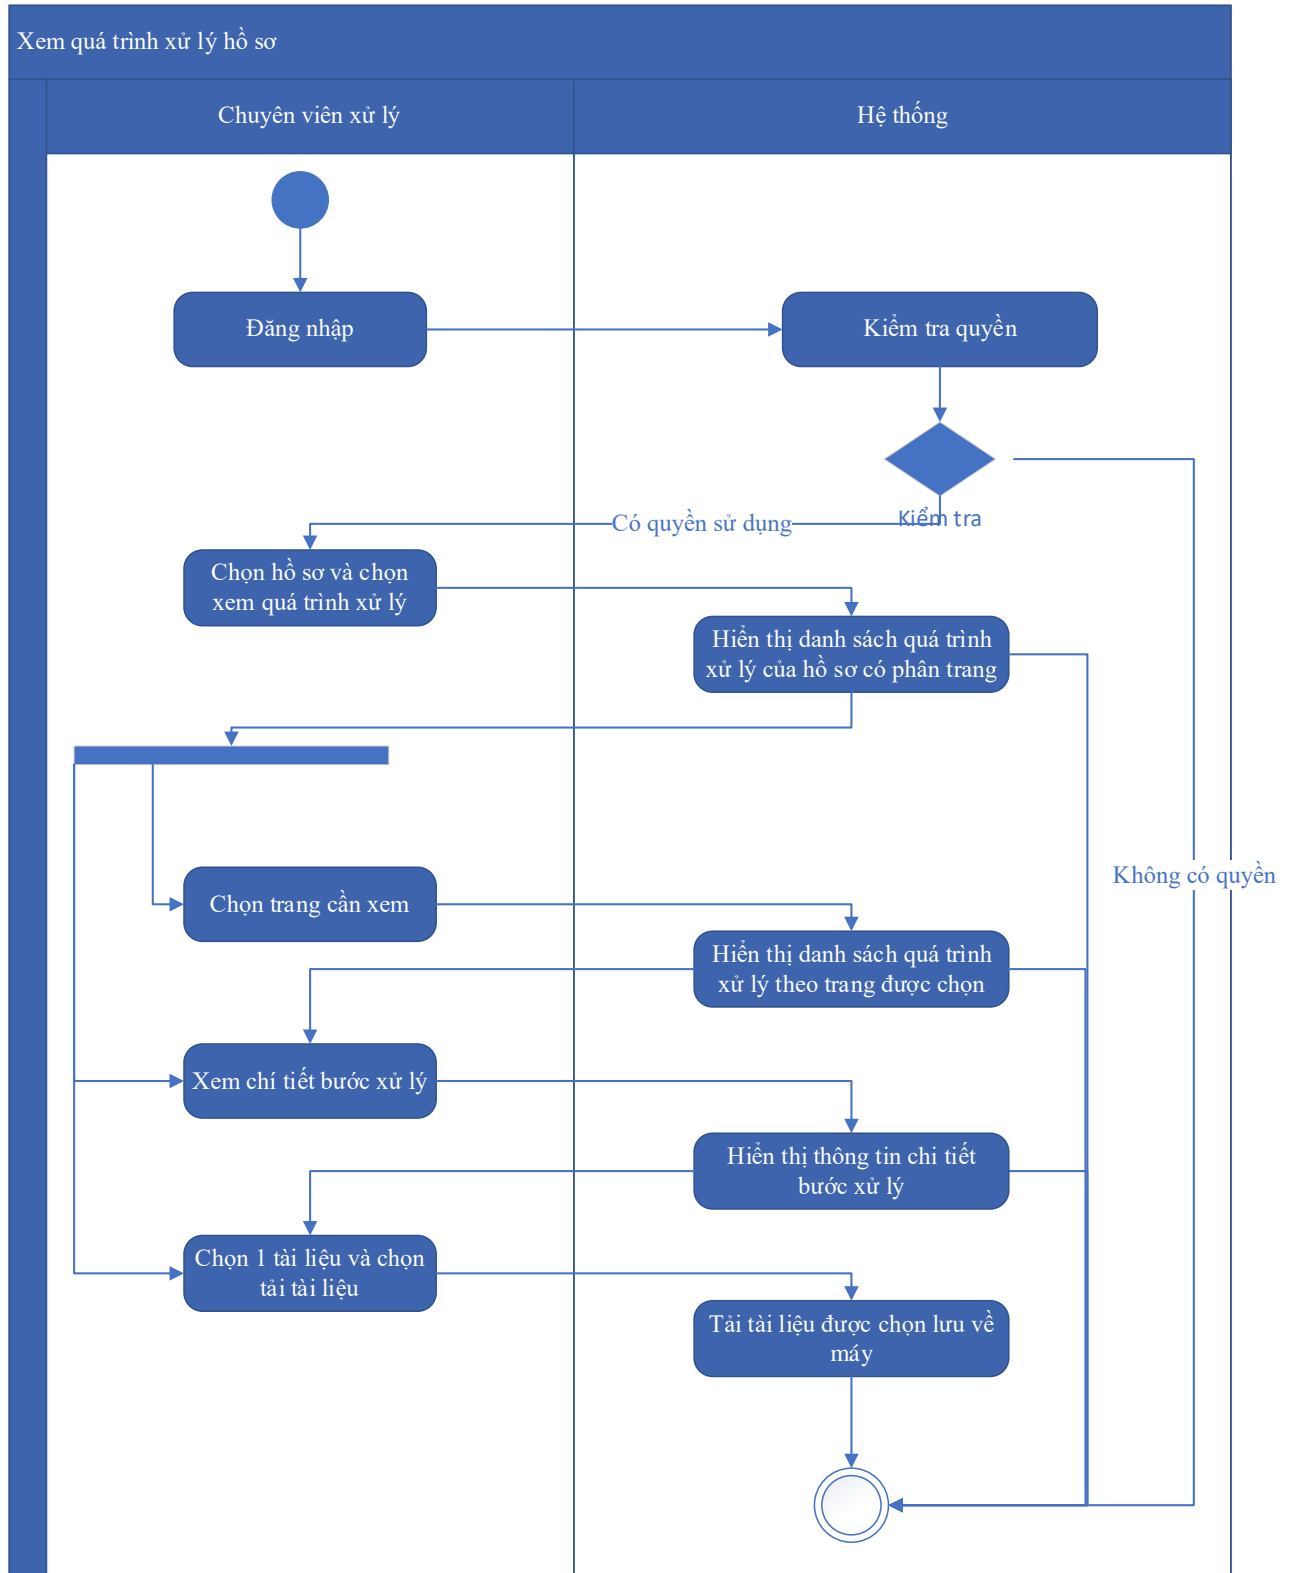 Xem quá trình xử lý hồ sơ
Chuyên viên xử lý
Hệ thống
Đăng nhập
Kiểm tra quyền
Kiểm tra
Có quyền sử dụng
Chọn hồ sơ và chọn
xem quá trình xử lý
Hiển thị danh sách quá trình
xử lý của hồ sơ có phân trang
Không có quyền
Chọn trang cần xem
Hiển thị danh sách quá trình
xử lý theo trang được chọn
Xem chí tiết bước xử lý
Hiển thị thông tin chi tiết
bước xử lý
Chọn 1 tài liệu và chọn
tải tài liệu
Tải tài liệu được chọn lưu về
máy